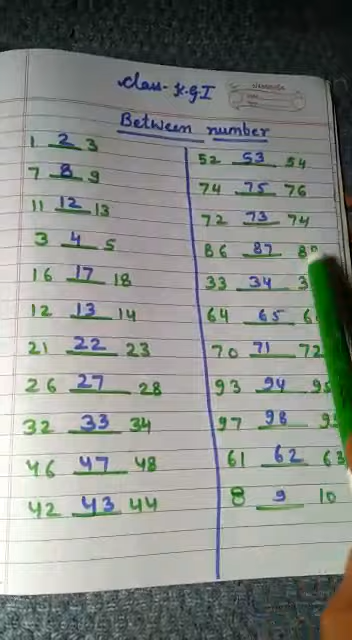 Class- K.G I
Between number
1 2 3
7 8 9
11 12 13
3 4 5
16 17 18
12 13 14
21 22 23
26 27 28
32 33 34
46 47 48
42 43 44
52 53 54
74 75 76
72 73 74
86 87
33 34
64 65
70 71 72
93 94 95
97 98
61 62 63
8 9 10